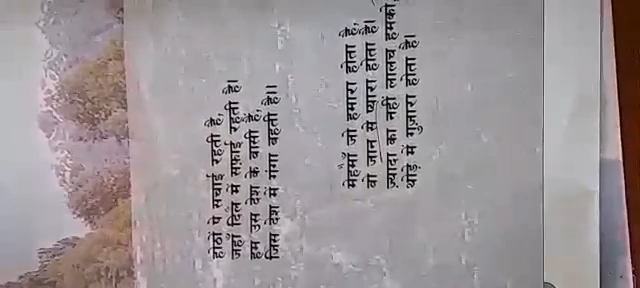 होठों पे सचाई रहती है,
जहाँ दिल में सफ़ाई रहती है।
हम उस देश के वासी हैं,
जिस देश में गंगा बहती है।।
मेहमाँ जो हमारा होता है,
वो जान से प्यारा होता है।
ज़्यादा का नहीं लालच हमको,
थोड़े में गुज़ारा होता है।